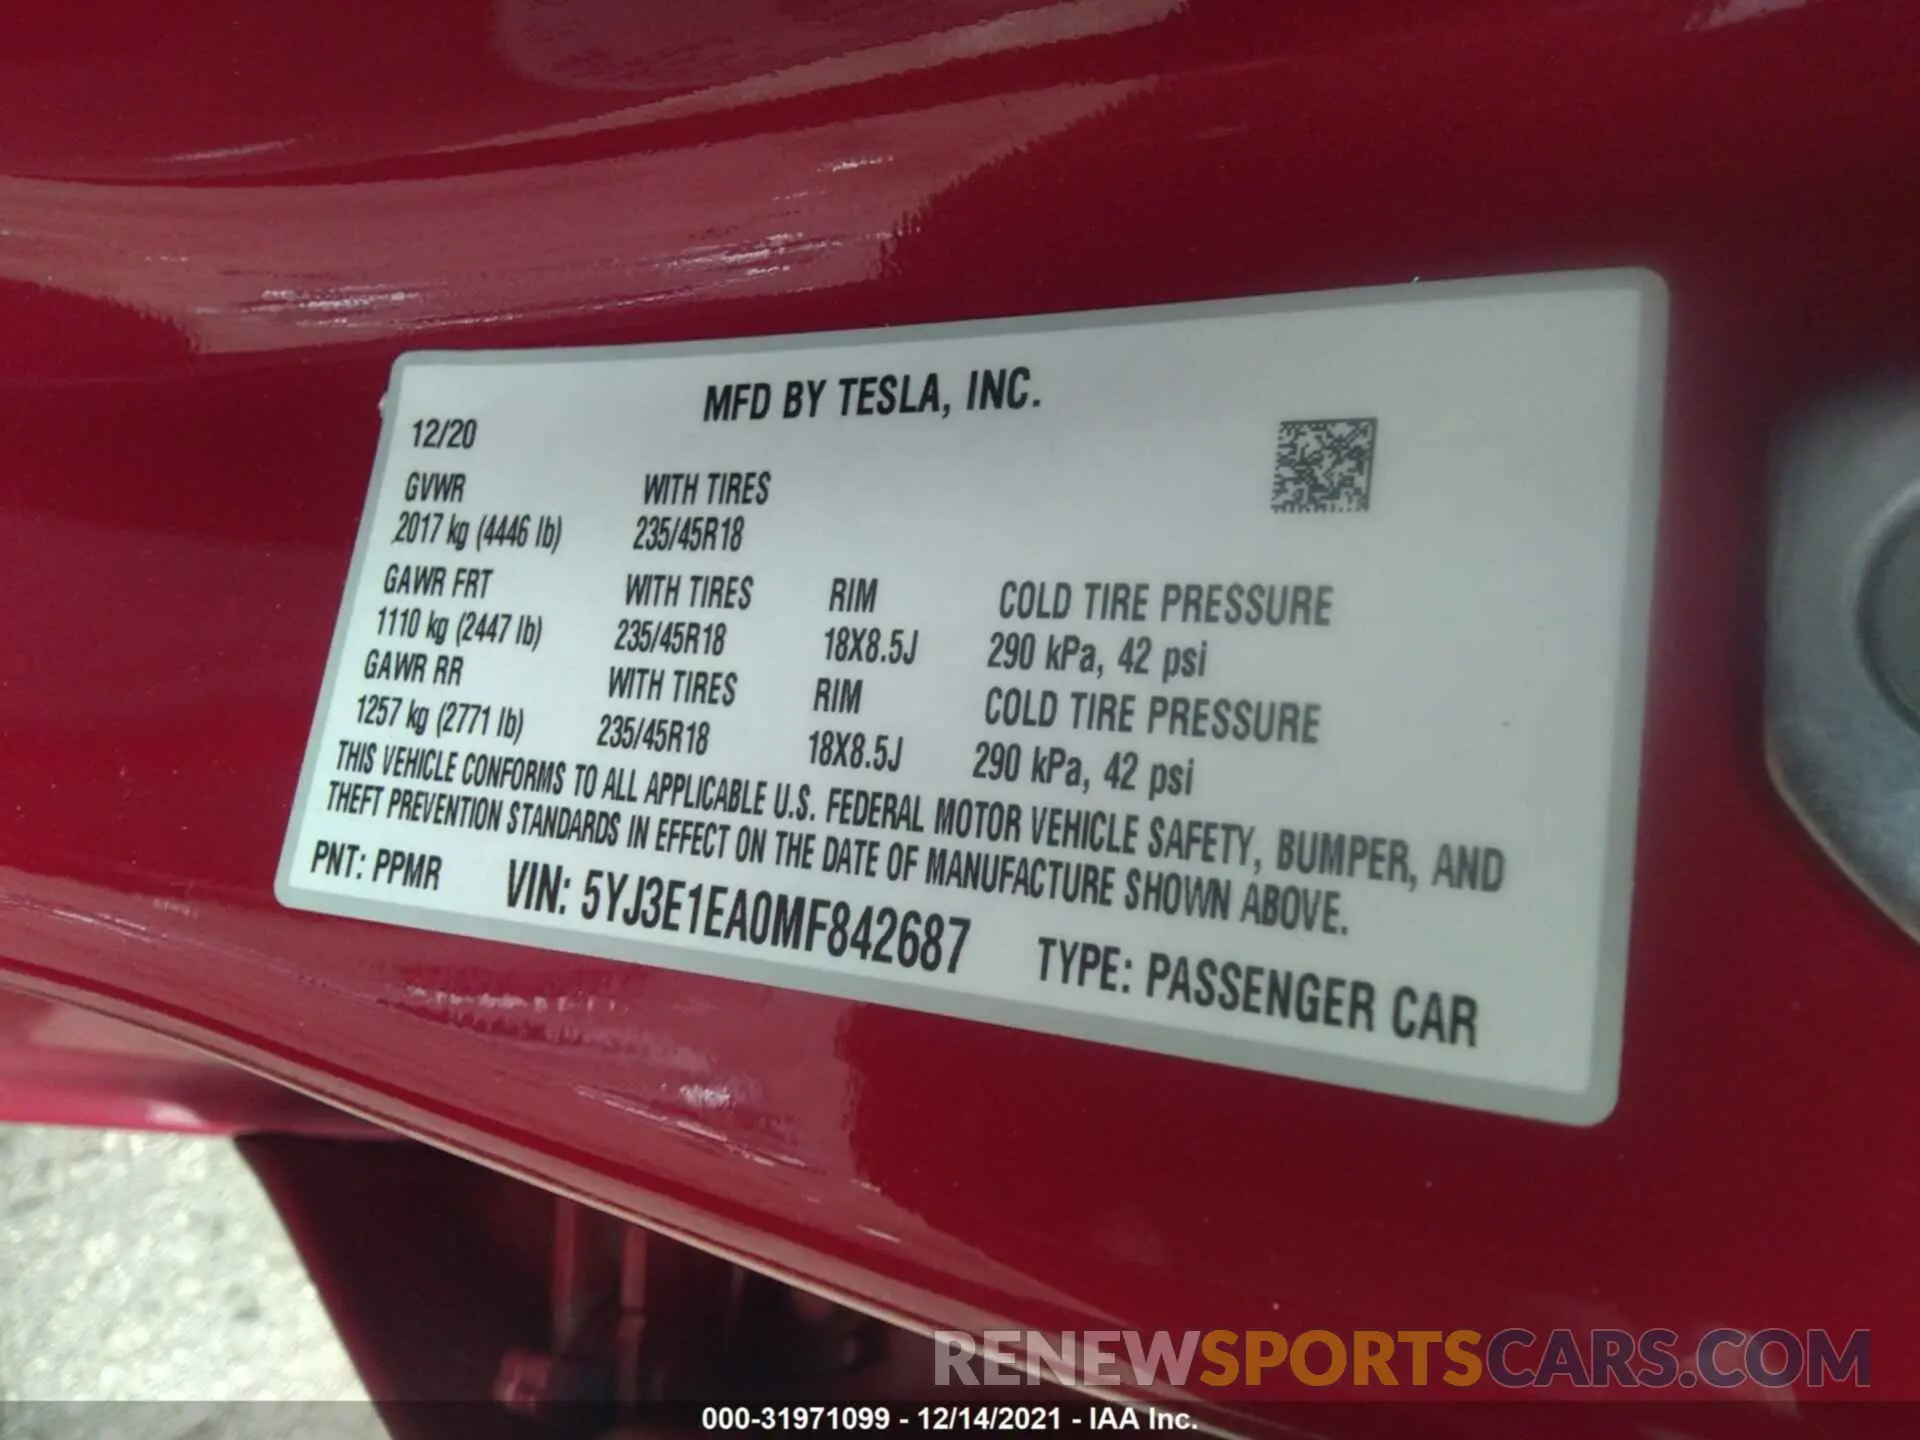 MFD BY TESLA, INC.
12/20
GVWR WITH TIRES
2017 kg (4446 lb) 235/45R18
GAWR FRT WITH TIRES RIM COLD TIRE PRESSURE
1110 kg (2447 lb) 235/45R18 18X8.5J 290 kPa, 42 psi
GAWR RR WITH TIRES RIM COLD TIRE PRESSURE
1257 kg (2771 lb) 235/45R18 18X8.5J 290 kPa, 42 psi
THIS VEHICLE CONFORMS TO ALL APPLICABLE U.S. FEDERAL MOTOR VEHICLE SAFETY, BUMPER, AND
THEFT PREVENTION STANDARDS IN EFFECT ON THE DATE OF MANUFACTURE SHOWN ABOVE.
PNT: PPMR VIN: 5YJ3E1EA0MF842687 TYPE: PASSENGER CAR
RENEWSPORTSCARS.COM
000-31971099 - 12/14/2021 - IAA Inc.